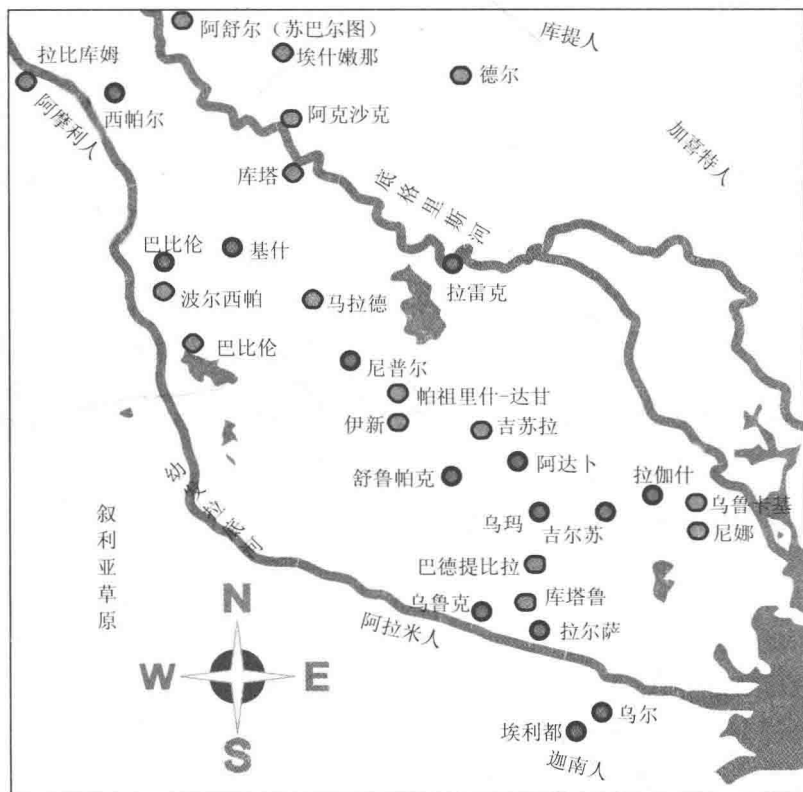 阿舒尔（苏巴尔图）
库提人
拉比库姆
埃什嫩那
德尔
西帕尔
阿摩利人
阿克沙克
加喜特人
库塔
底格里斯河
巴比伦
基什
拉雷克
波尔西帕
马拉德
巴比伦
尼普尔
帕祖里什-达甘
伊新
吉苏拉
阿达卜
舒鲁帕克
拉伽什
乌鲁卡基
幼发拉底河
叙利亚草原
乌玛
吉尔苏
尼娜
巴德提比拉
库塔鲁
乌鲁克
阿拉米人
拉尔萨
N
W
E
S
乌尔
埃利都
迦南人